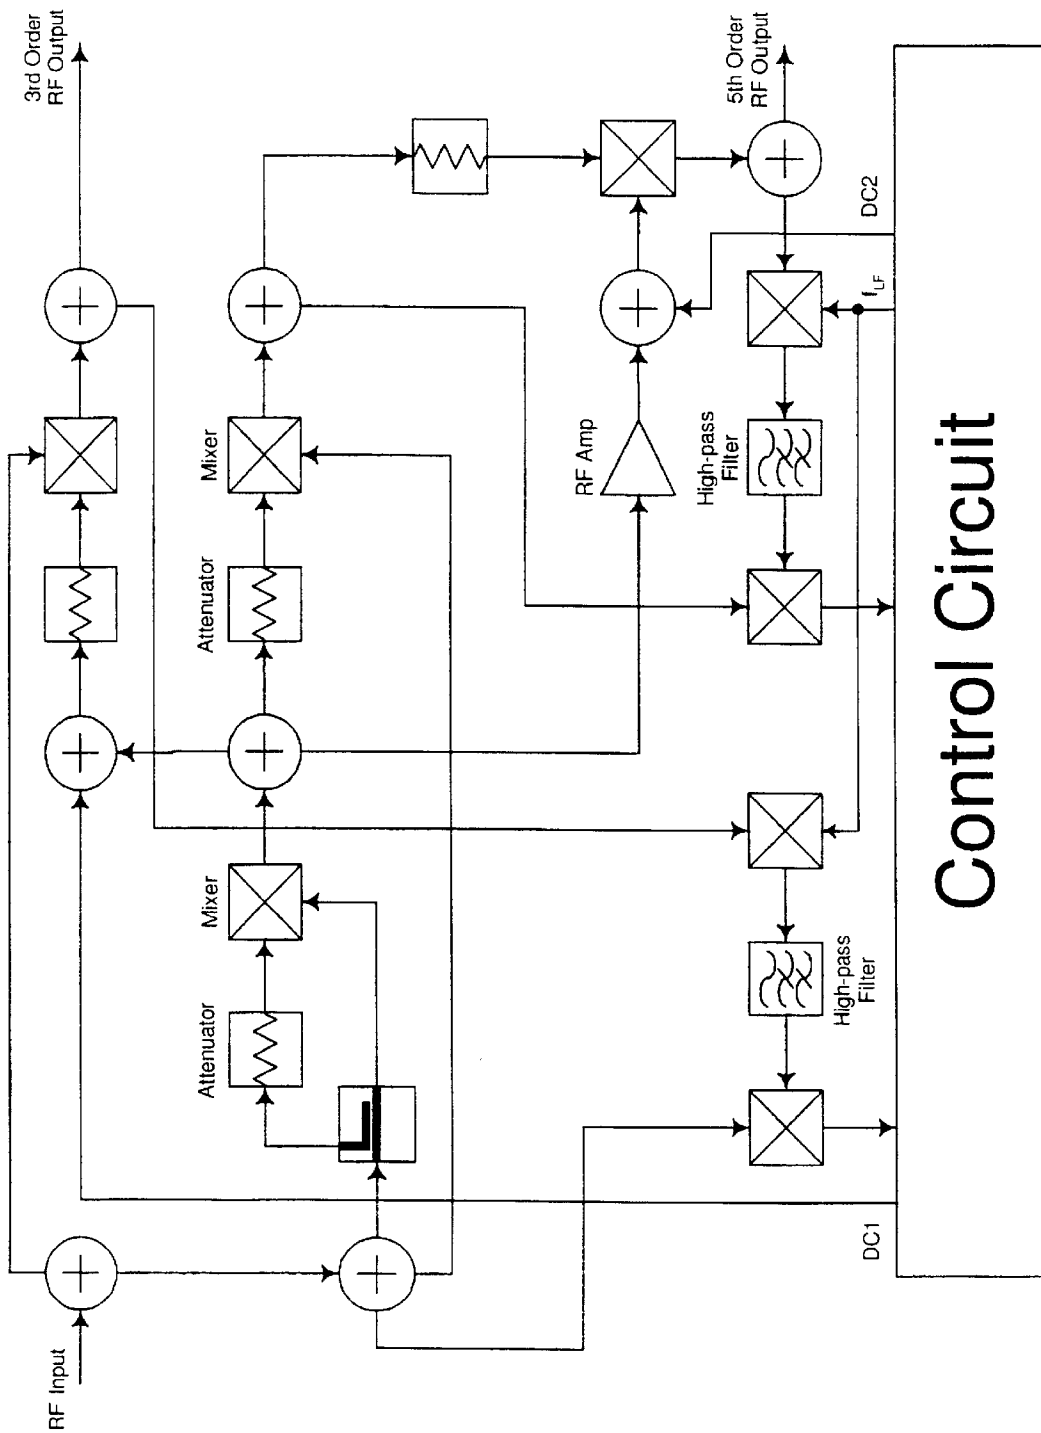 RF Input
3rd Order
RF Output
Attenuator
Mixer
Attenuator
Mixer
RF Amp
5th Order
RF Output
High-pass
Filter
High-pass
Filter
DC1
DC2
fLF
Control Circuit